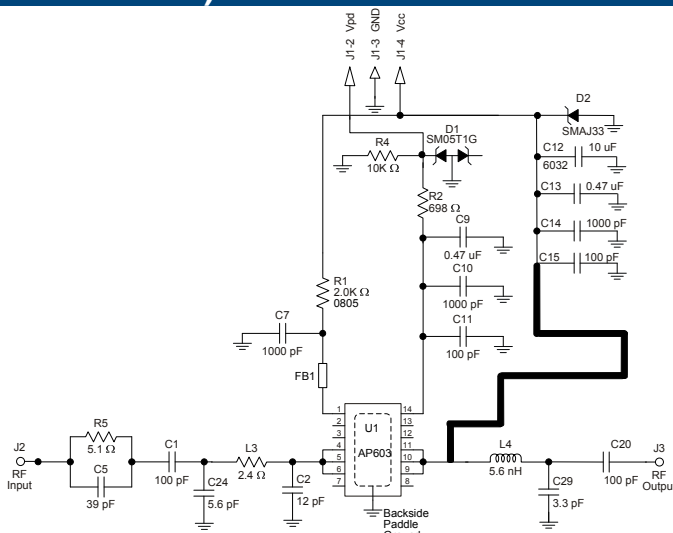 J1-2 Vpd
J1-3 GND
J1-4 Vcc
D2
SMAJ33
D1
SM05T1G
R4
10K Ω
C12
6032
10 uF
C13
0.47 uF
C14
1000 pF
C15
100 pF
R2
698 Ω
C9
0.47 uF
C10
1000 pF
C11
100 pF
R1
2.0K Ω
0805
C7
1000 pF
FB1
1
2
3
4
5
6
7
14
13
12
11
10
9
8
U1
AP603
J2
RF
Input
R5
5.1 Ω
C5
39 pF
C1
100 pF
C24
5.6 pF
L3
2.4 Ω
C2
12 pF
Backside
Paddle
L4
5.6 nH
C29
3.3 pF
C20
100 pF
J3
RF
Output